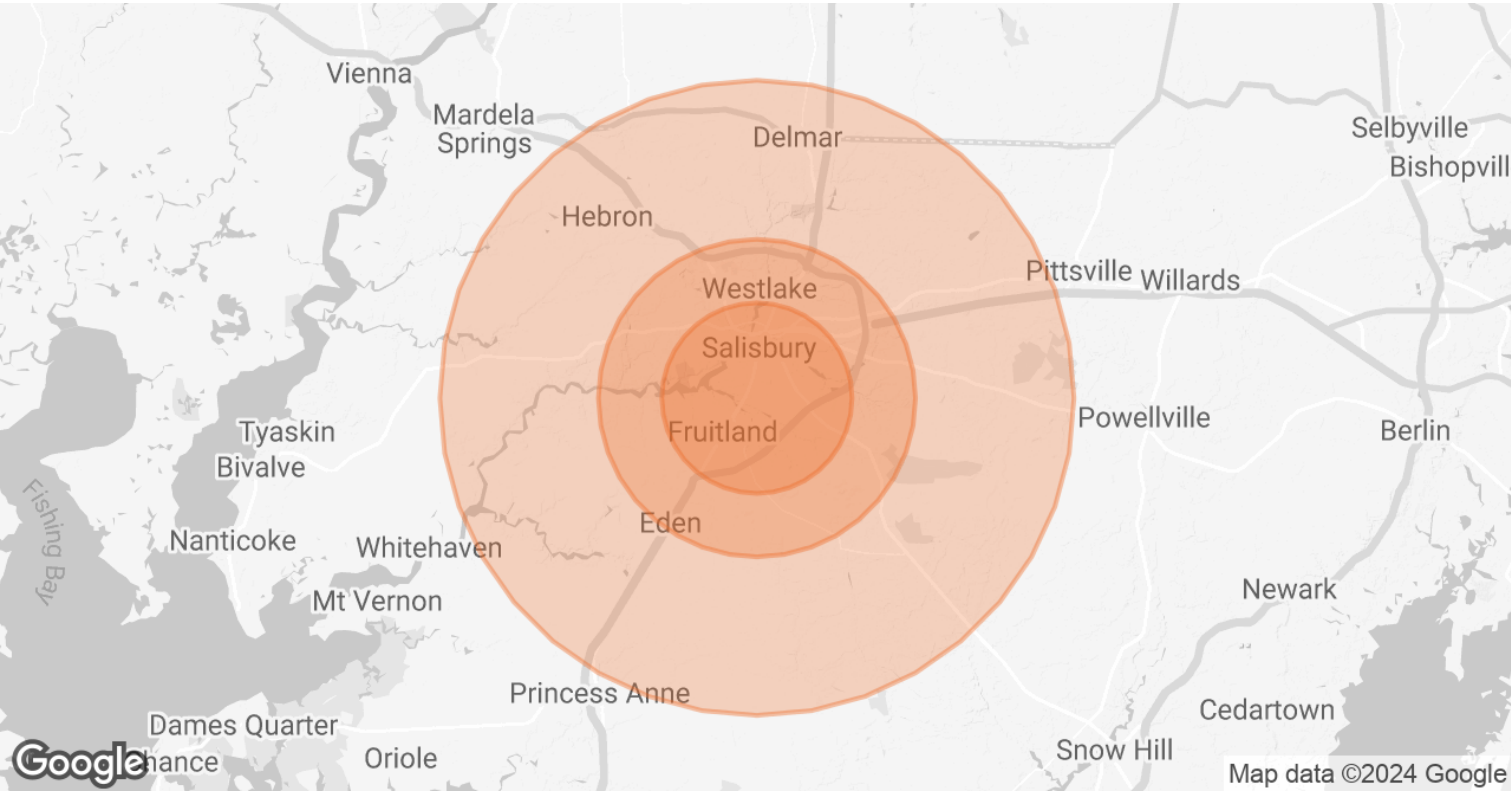 Vienna
Mardela
Springs
Delmar
Selbyville
Bishopvill
Hebron
Pittsville
Willards
Westlake
Salisbury
Tyaskin
Fruitland
Powellville
Berlin
Bivalve
Fishing Bay
Eden
Nanticoke
Whitehaven
Mt Vernon
Newark
Princess Anne
Dames Quarter
Cedartown
Oriole
Snow Hill
Google
hance
Map data ©2024 Google